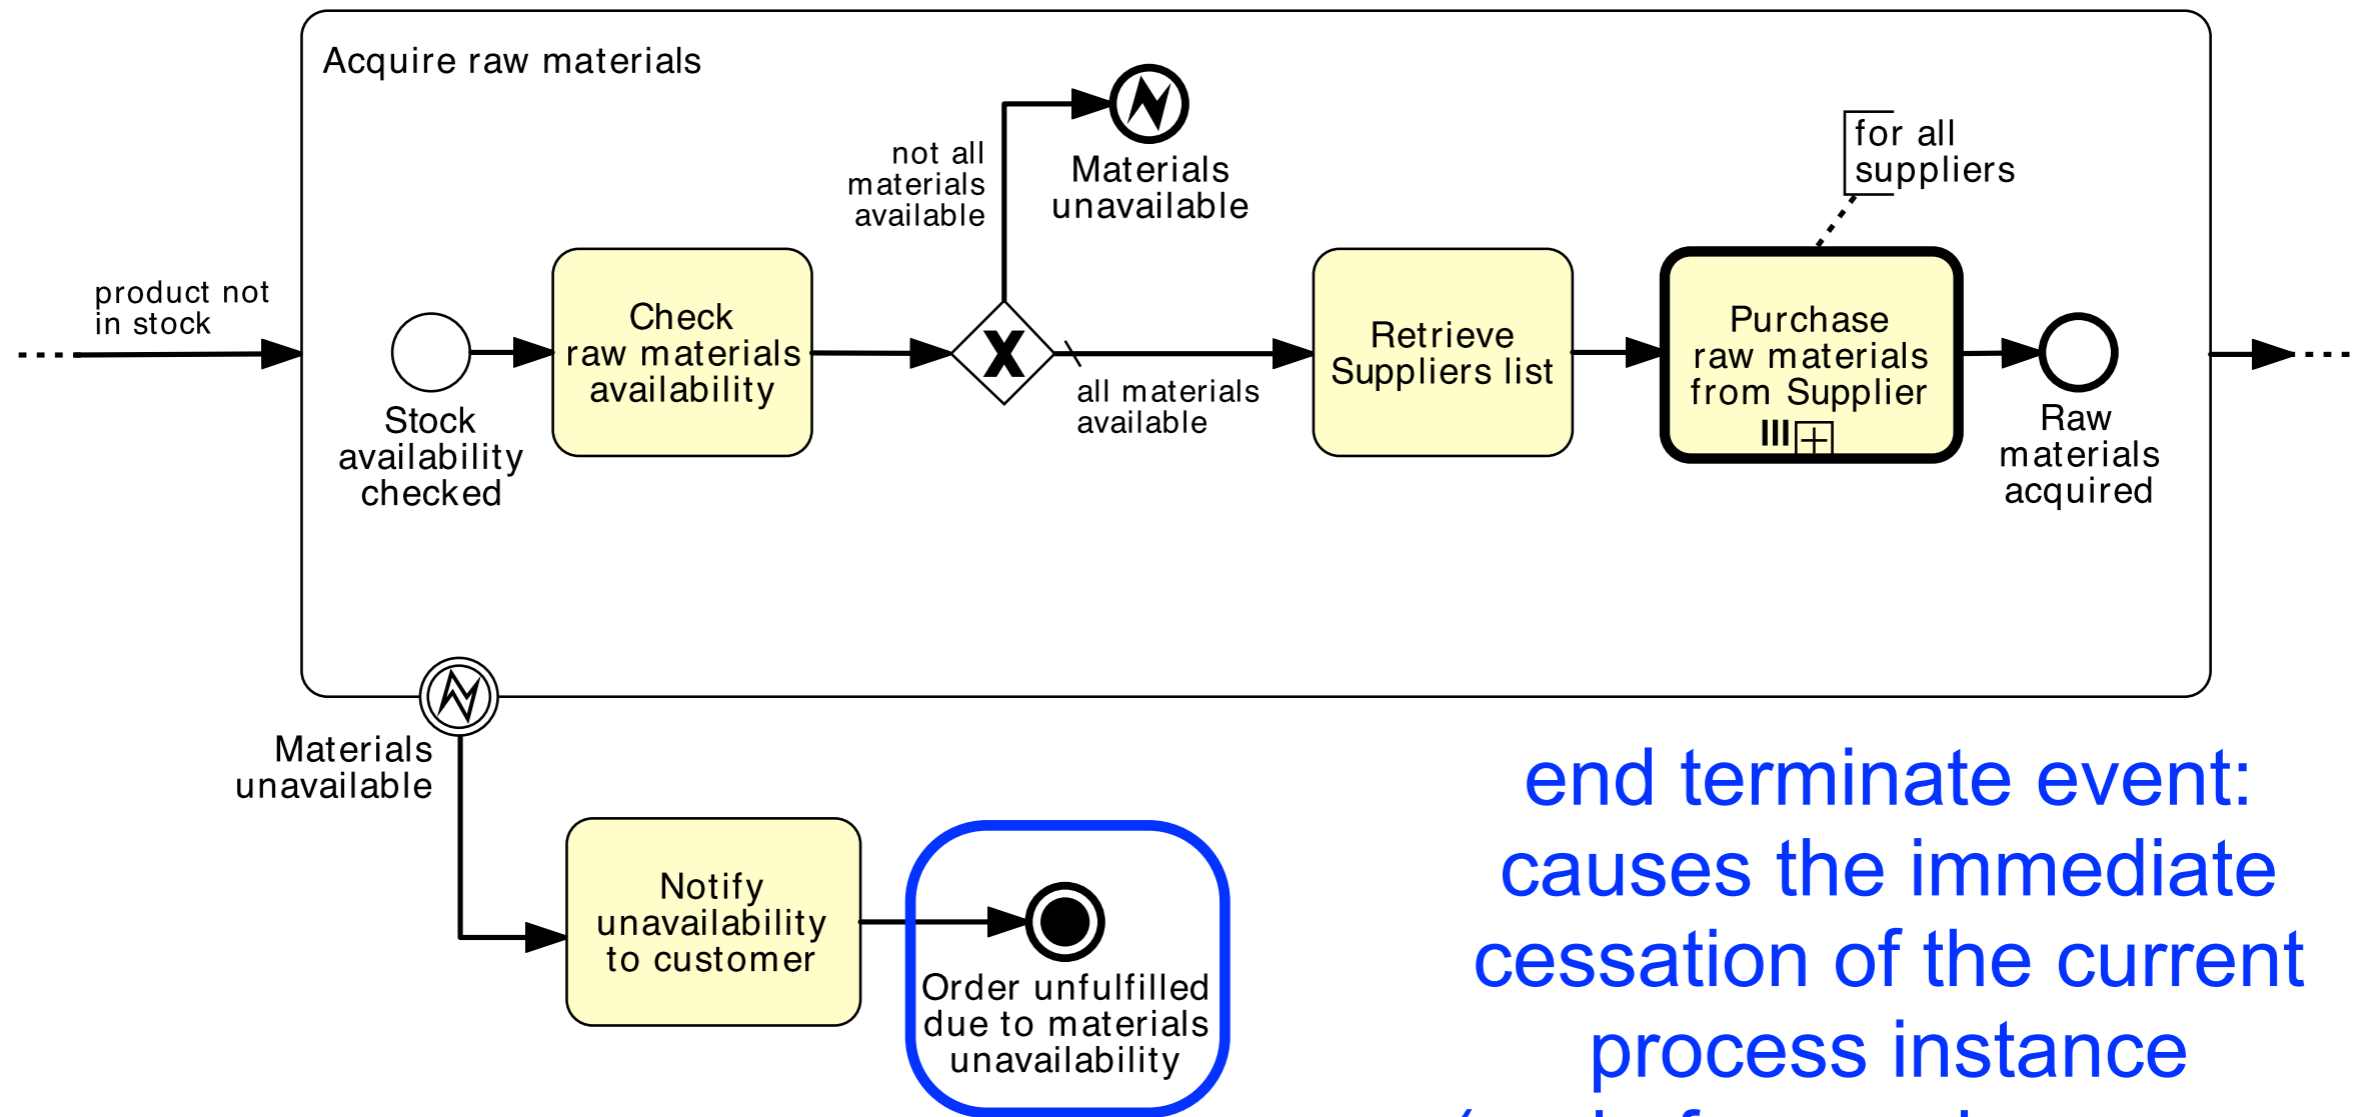 Acquire raw materials
not all
materials
available
Materials
unavailable
for all
suppliers
product not
in stock
Stock
availability
checked
Check
raw materials
availability
X
all materials
available
Retrieve
Suppliers list
Purchase
raw materials
from Supplier
Raw
materials
acquired
Materials
unavailable
Notify
unavailability
to customer
Order unfulfilled
due to materials
unavailability
end terminate event:
causes the immediate
cessation of the current
process instance